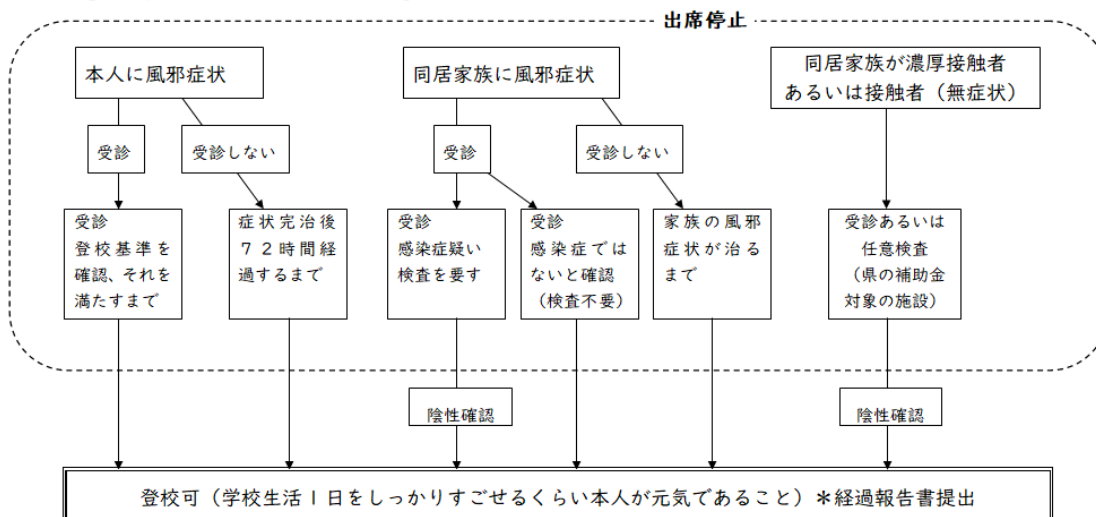 出席停止
本人に風邪症状
同居家族に風邪症状
同居家族が濃厚接触者
あるいは接触者（無症状）
受診
受診しない
受診
受診しない
受診
登校基準を
確認、それを
満たすまで
症状完治後
７２時間経
過するまで
受診
感染症疑い
検査を要す
受診
感染症では
ないと確認
（検査不要）
家族の風邪
症状が治る
まで
受診あるいは
任意検査
（県の補助金
対象の施設）
陰性確認
陰性確認
登校可（学校生活１日をしっかりすごせるくらい本人が元気であること）＊経過報告書提出